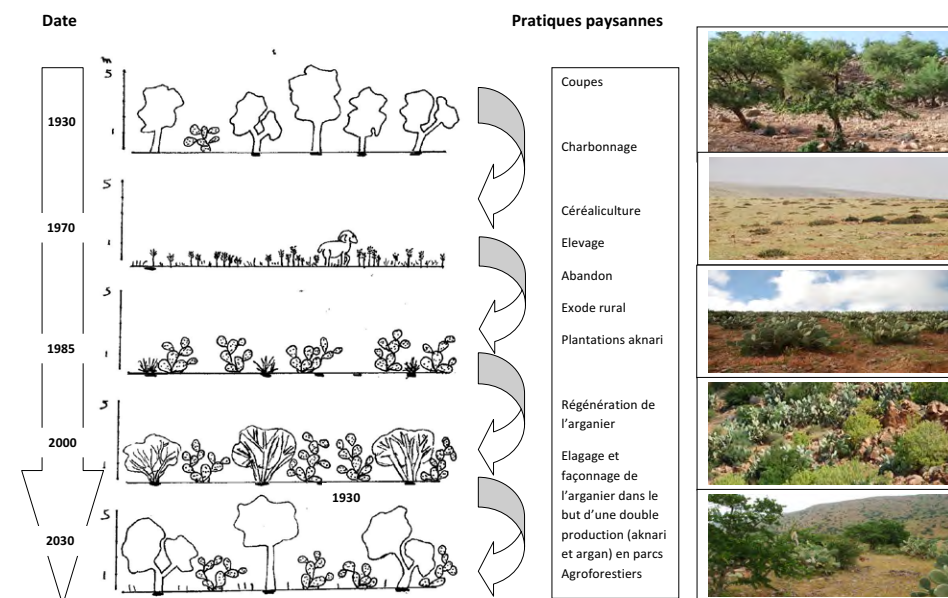 Date
Pratiques paysannes
m
5
1
1930
Coupes
Charbonnage
5
1
1970
Céréaliculture
Elevage
Abandon
5
1
1985
Exode rural
Plantations aknari
5
1
2000
Régénération de
l'arganier
Elagage et
façonnage de
l'arganier dans le
but d'une double
production (aknari
et argan) en parcs
Agroforestiers
1930
5
1
2030